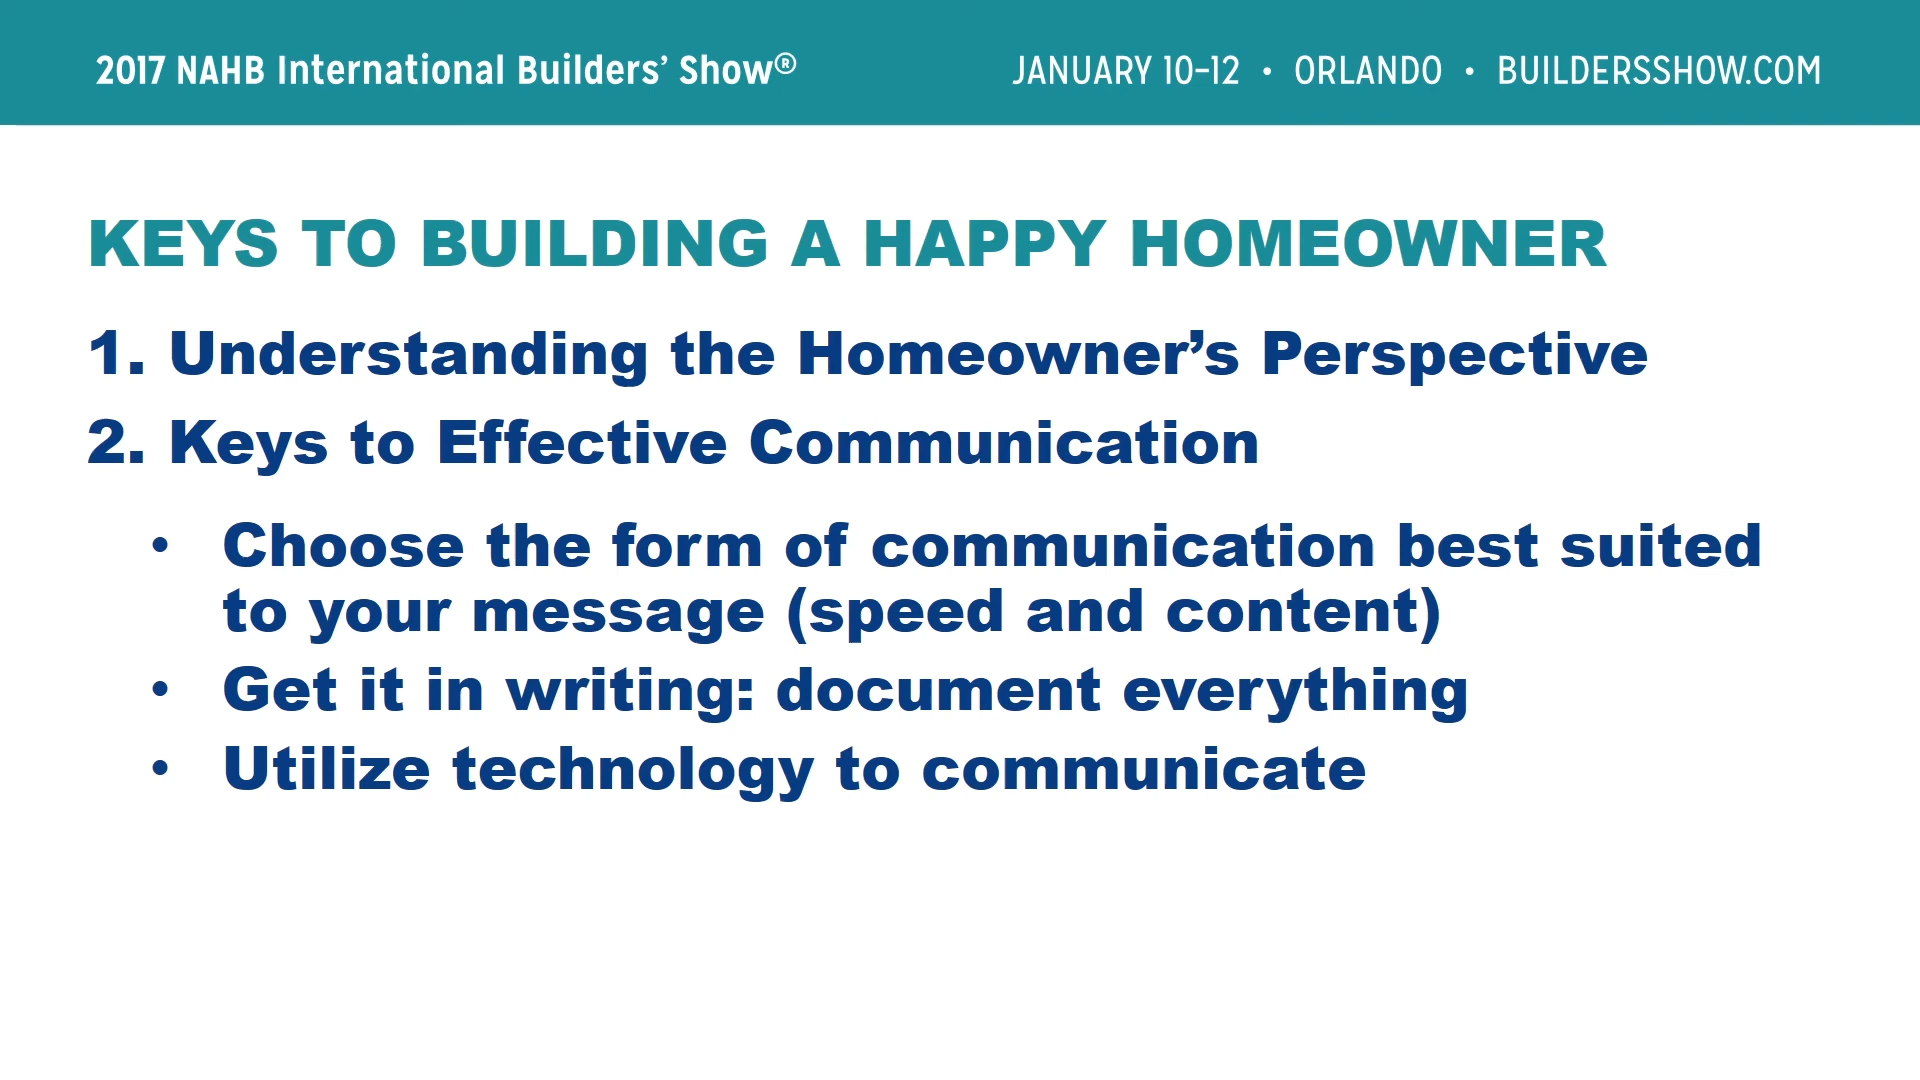 2017 NAHB International Builders’ Show®
JANUARY 10–12 • ORLANDO • BUILDERSSHOW.COM
KEYS TO BUILDING A HAPPY HOMEOWNER
1. Understanding the Homeowner’s Perspective
2. Keys to Effective Communication
• Choose the form of communication best suited
to your message (speed and content)
• Get it in writing: document everything
• Utilize technology to communicate